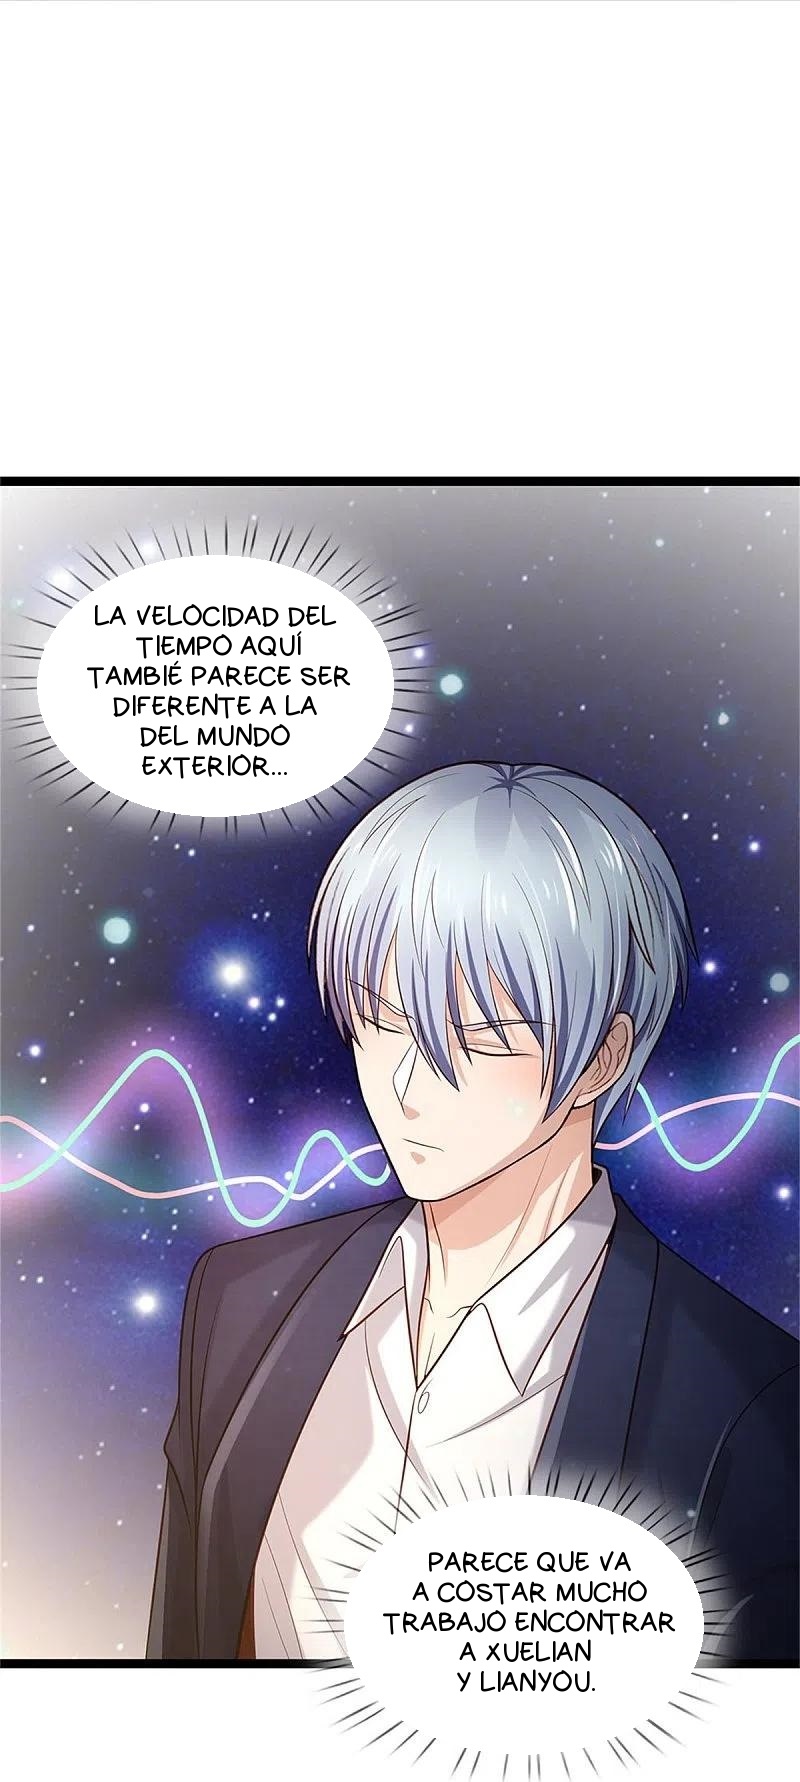 LA VELOCIDAD DEL
TIEMPO AQUÍ
TAMBIÉ PARECE SER
DIFERENTE A LA
DEL MUNDO
EXTERIOR...
PARECE QUE VA
A COSTAR MUCHO
TRABAJO ENCONTRAR
A XUELIAN
Y LIANYOU.